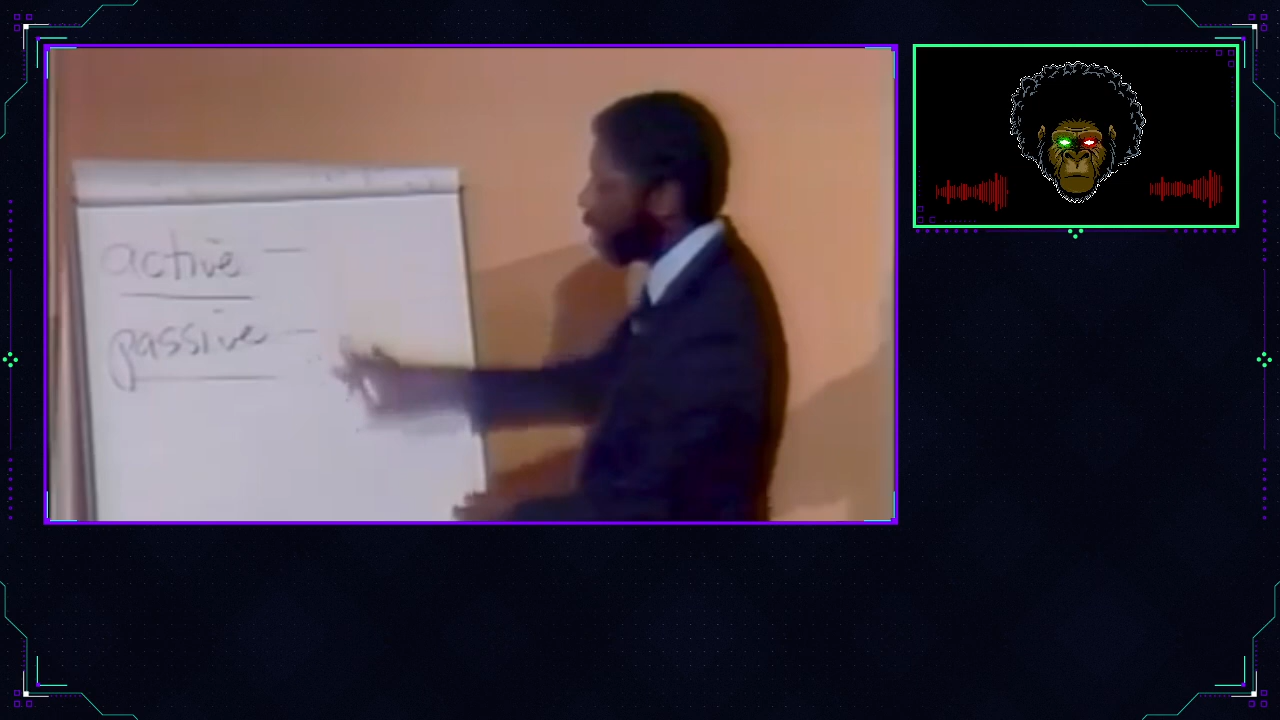 active —
passive —